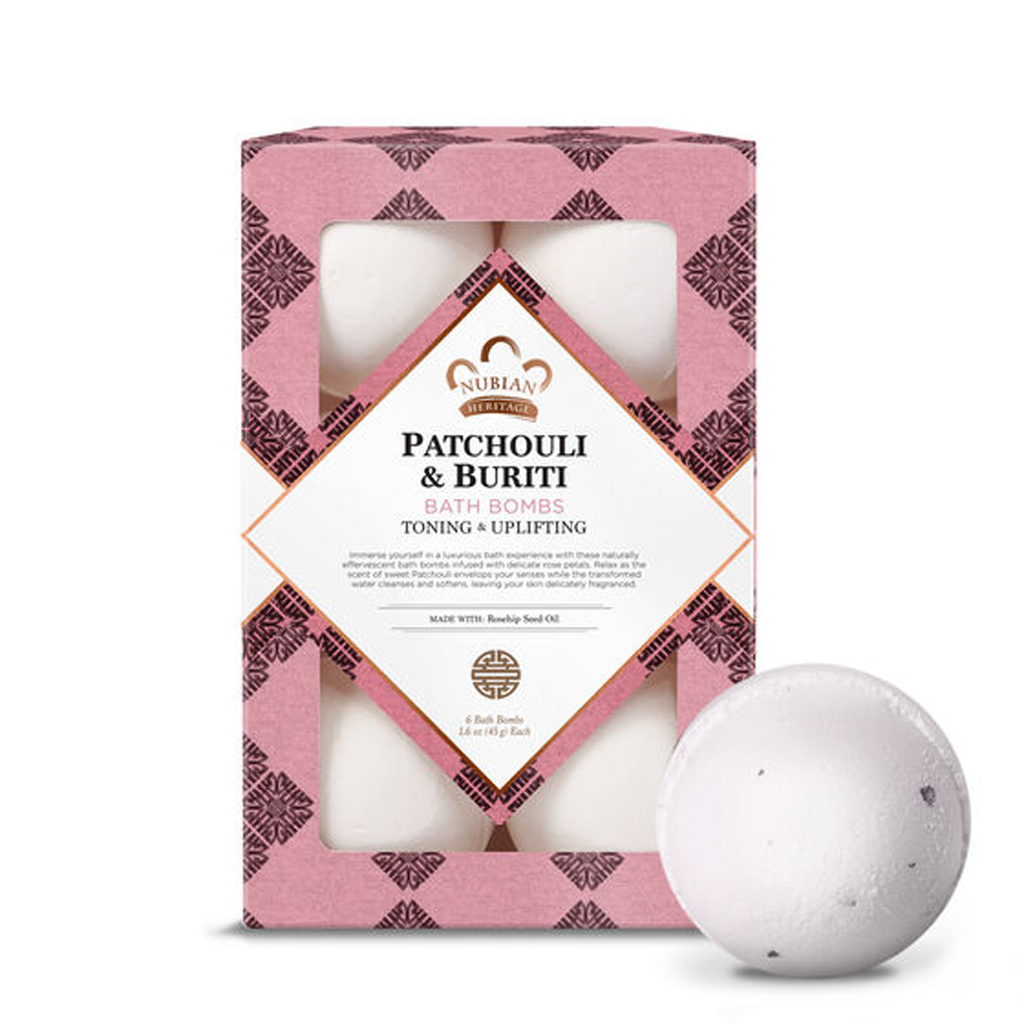 NUBIAN
HERITAGE
PATCHOULI
& BURITI
BATH BOMBS
TONING & UPLIFTING
Immerse yourself in a luxurious bath experience with these naturally
effervescent bath bombs infused with delicate rose petals. Relax as the
scent of sweet Patchouli envelops your senses while the transformed
water cleanses and softens, leaving your skin delicately fragranced.
MADE WITH: Rosehip Seed Oil
6 Bath Bombs
1.6 oz (45 g) Each